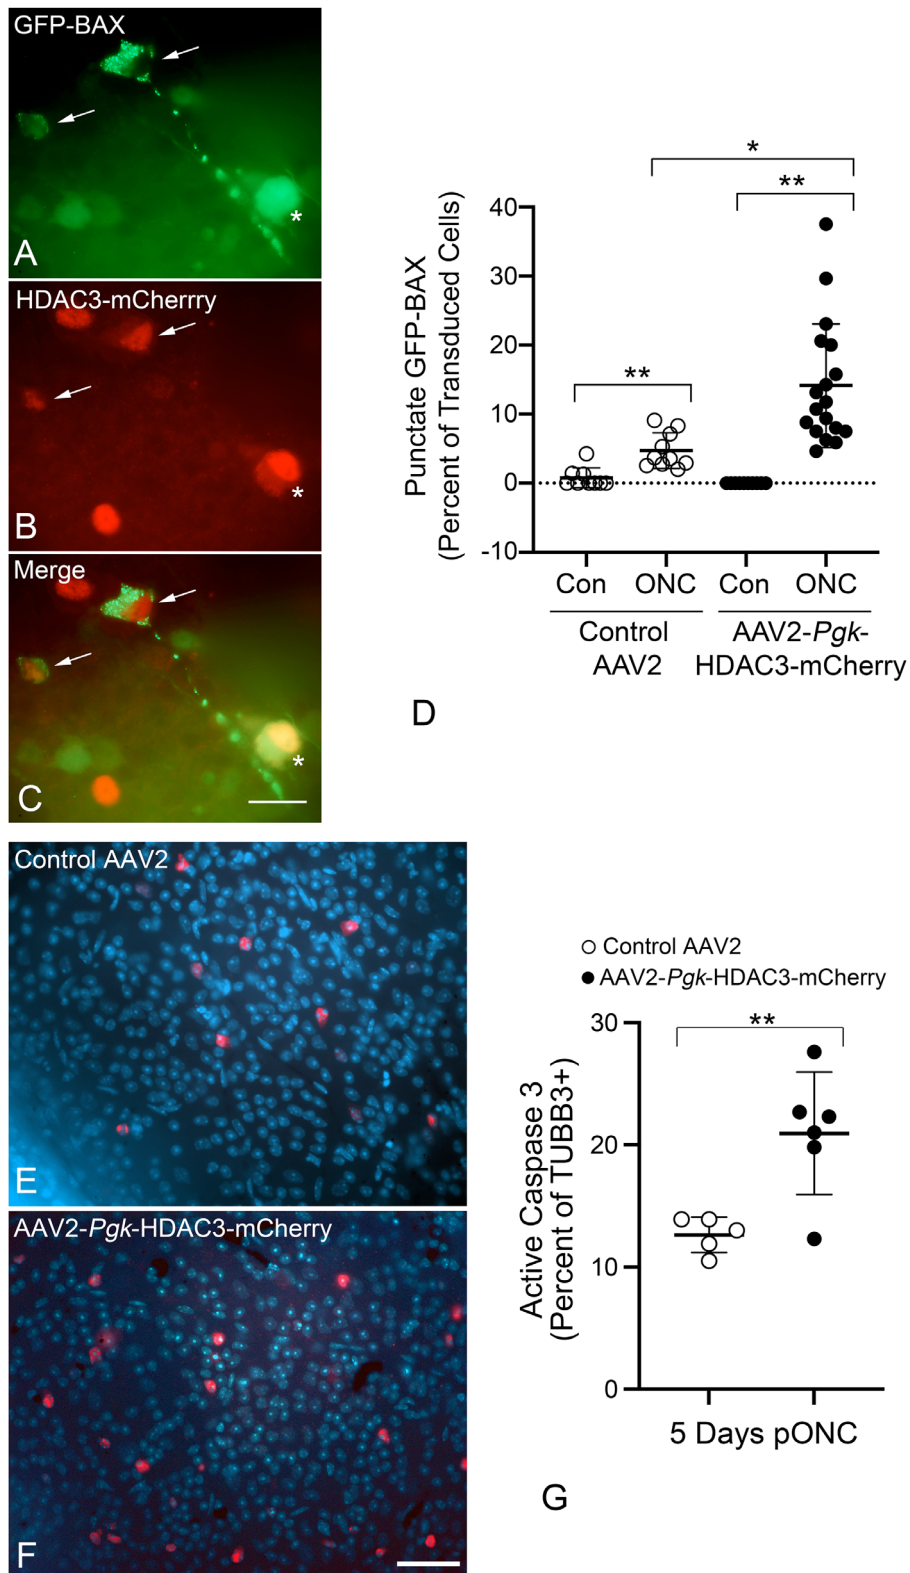 GFP-BAX
*
A
HDAC3-mCherrry
*
B
Merge
*
C
Punctate GFP-BAX
(Percent of Transduced Cells)
40
30
20
10
0
-10
*
**
**
Con
ONC
Con
ONC
Control
AAV2
AAV2-Pgk-
HDAC3-mCherry
D
Control AAV2
E
AAV2-Pgk-HDAC3-mCherry
F
Control AAV2
AAV2-Pgk-HDAC3-mCherry
Active Caspase 3
(Percent of TUBB3+)
30
20
10
0
**
5 Days pONC
G